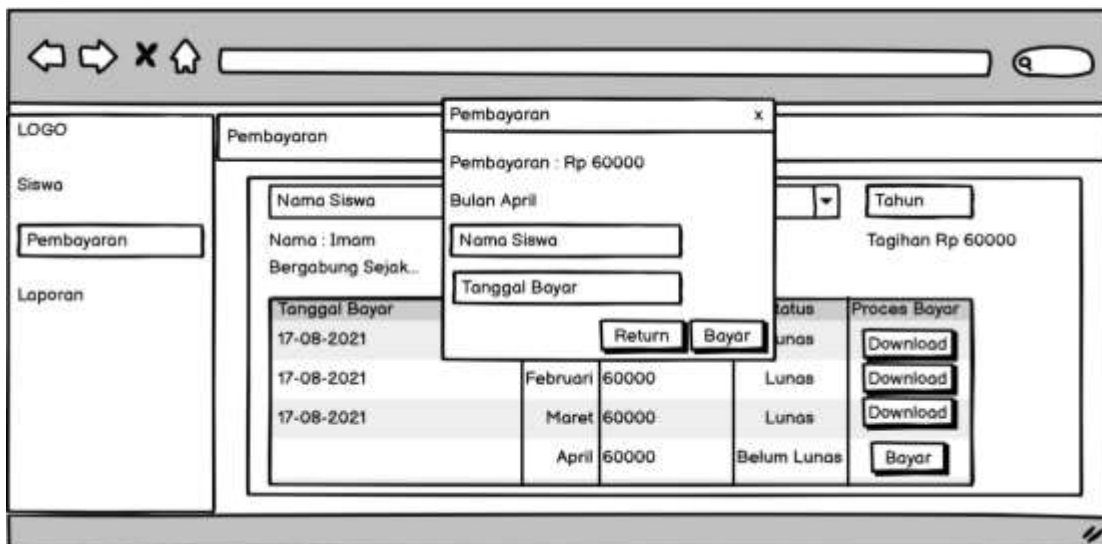 LOGO
Siswa
Pembayaran
Laporan
Pembayaran
Nama Siswa
Tahun
Nama : Imam
Tagihan Rp 60000
Bergabung Sejak...
Tanggal Bayar Proces Bayar
17-08-2021 Download
17-08-2021 Februari 60000 Lunas Download
17-08-2021 Maret 60000 Lunas Download
April 60000 Belum Lunas Bayar
Pembayaran x
Pembayaran : Rp 60000
Bulan April
Nama Siswa
Tanggal Bayar
Return Bayar